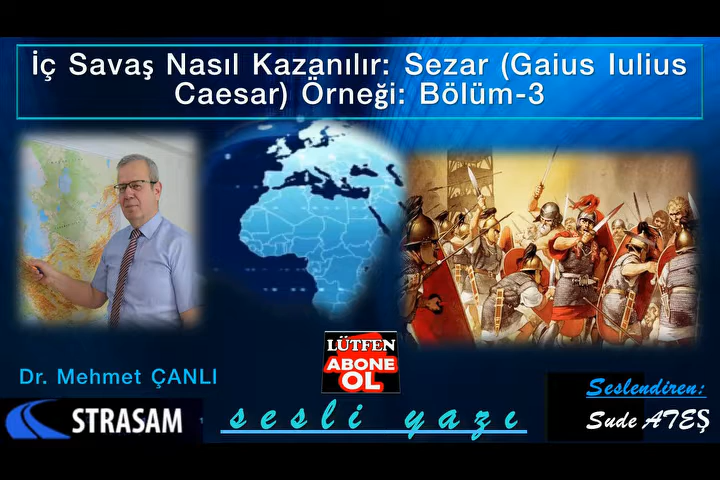 İç Savaş Nasıl Kazanılır: Sezar (Gaius Iulius
Caesar) Örneği: Bölüm-3
LÜTFEN
ABONE
OL
Dr. Mehmet ÇANLI
STRASAM
sesli yazı
Seslendiren:
Sude ATEŞ